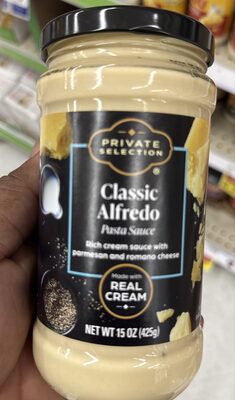 PRIVATE
SELECTION
®
Classic
Alfredo
Pasta Sauce
Rich cream sauce with
parmesan and romano cheese
Made with
REAL
CREAM
NET WT 15 OZ (425g)